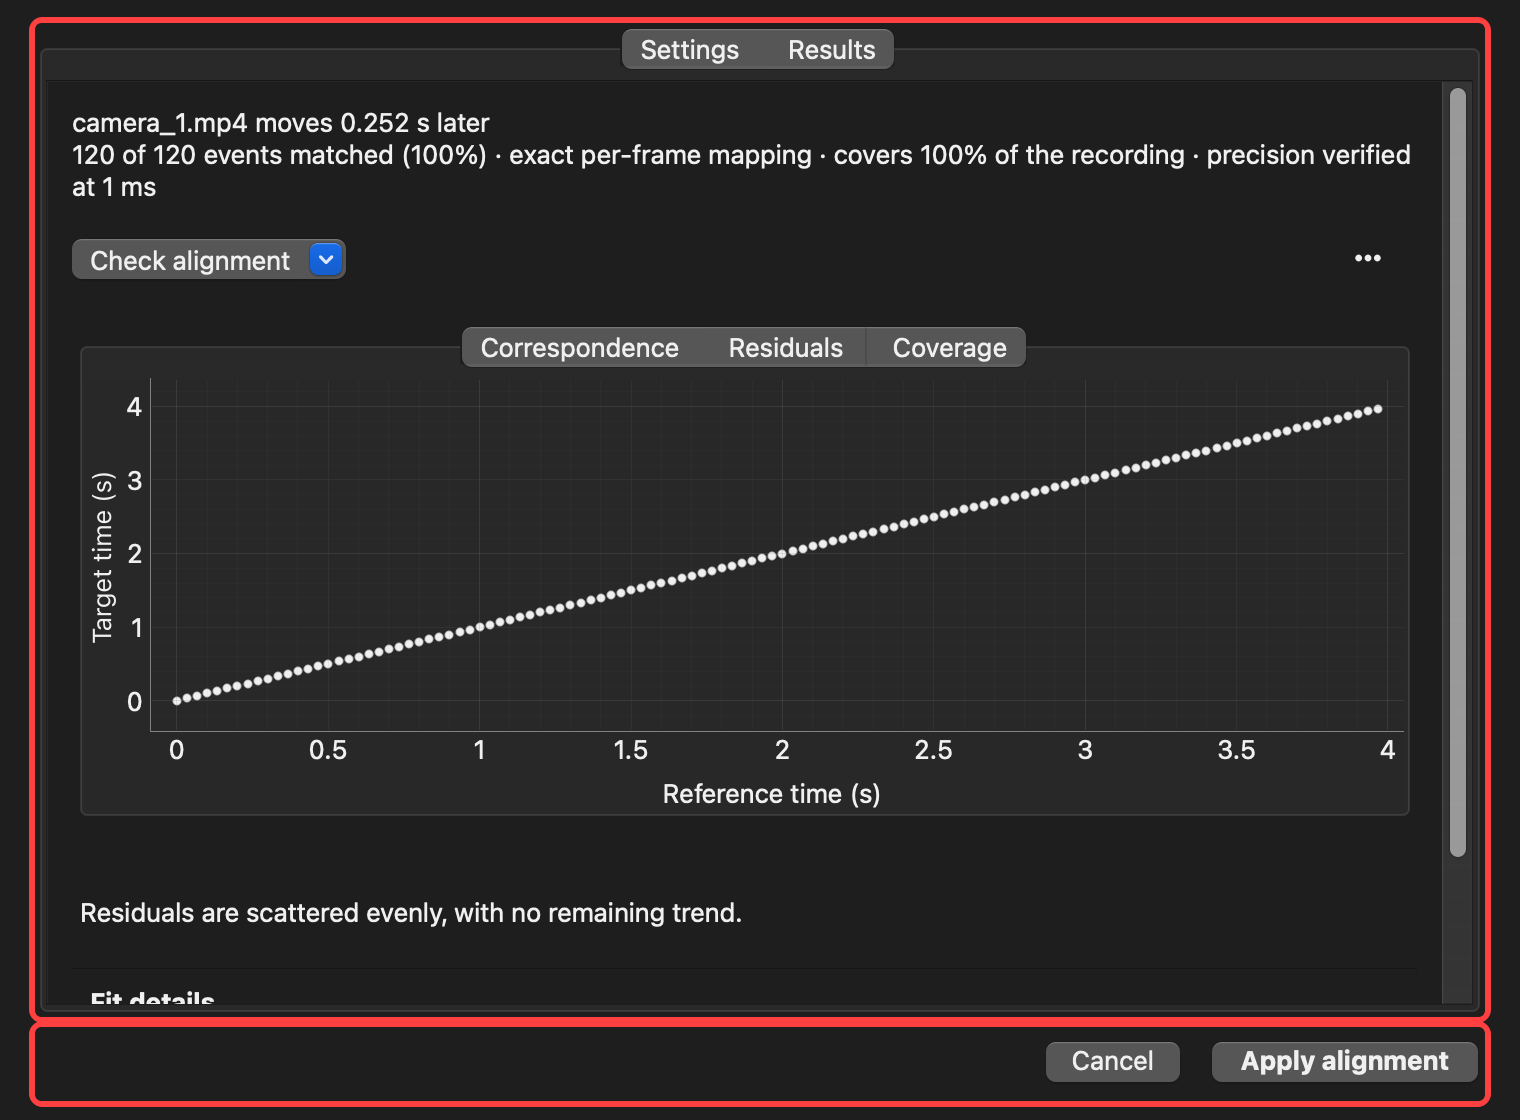 Settings Results
camera_1.mp4 moves 0.252 s later
120 of 120 events matched (100%) · exact per-frame mapping · covers 100% of the recording · precision verified
at 1 ms
Check alignment
Correspondence Residuals Coverage
4
3
2
1
0
Target time (s)
0 0.5 1 1.5 2 2.5 3 3.5 4
Reference time (s)
Residuals are scattered evenly, with no remaining trend.
Fit details
Cancel Apply alignment